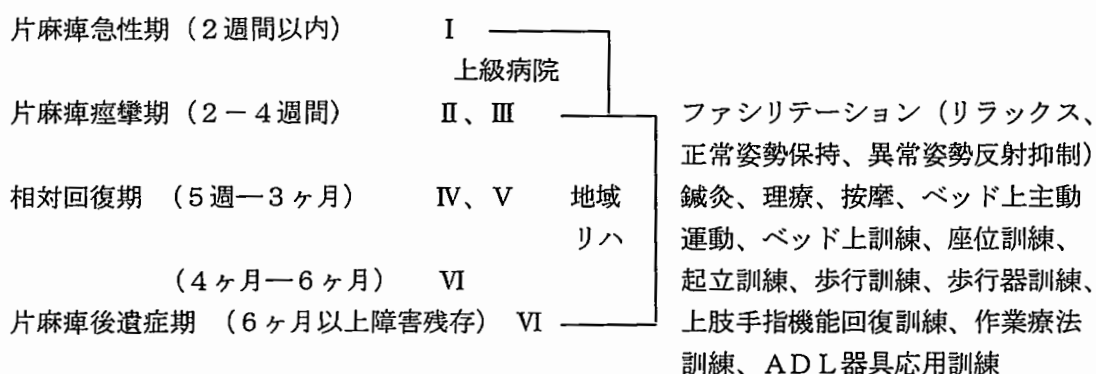 片麻痺急性期（2週間以内） Ⅰ
上級病院
片麻痺痙攣期（2－4週間） Ⅱ、Ⅲ ファシリテーション（リラックス、
正常姿勢保持、異常姿勢反射抑制）
相対回復期 （5週―3ヶ月） Ⅳ、Ⅴ 地域 鍼灸、理療、按摩、ベッド上主動
リハ 運動、ベッド上訓練、座位訓練、
（4ヶ月―6ヶ月） Ⅵ 起立訓練、歩行訓練、歩行器訓練、
片麻痺後遺症期 （6ヶ月以上障害残存） Ⅵ 上肢手指機能回復訓練、作業療法
訓練、ADL器具応用訓練